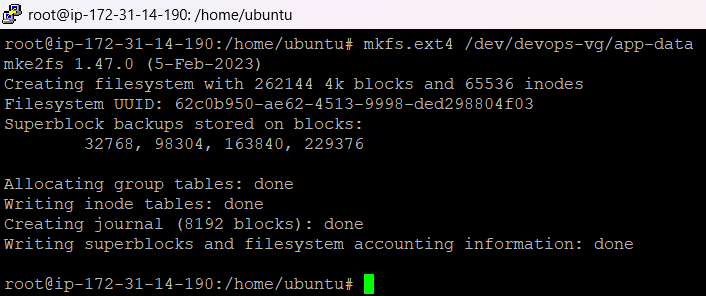 root@ip-172-31-14-190: /home/ubuntu
root@ip-172-31-14-190:/home/ubuntu# mkfs.ext4 /dev/devops-vg/app-data
mke2fs 1.47.0 (5-Feb-2023)
Creating filesystem with 262144 4k blocks and 65536 inodes
Filesystem UUID: 62c0b950-ae62-4513-9998-ded298804f03
Superblock backups stored on blocks:
        32768, 98304, 163840, 229376

Allocating group tables: done
Writing inode tables: done
Creating journal (8192 blocks): done
Writing superblocks and filesystem accounting information: done

root@ip-172-31-14-190:/home/ubuntu#